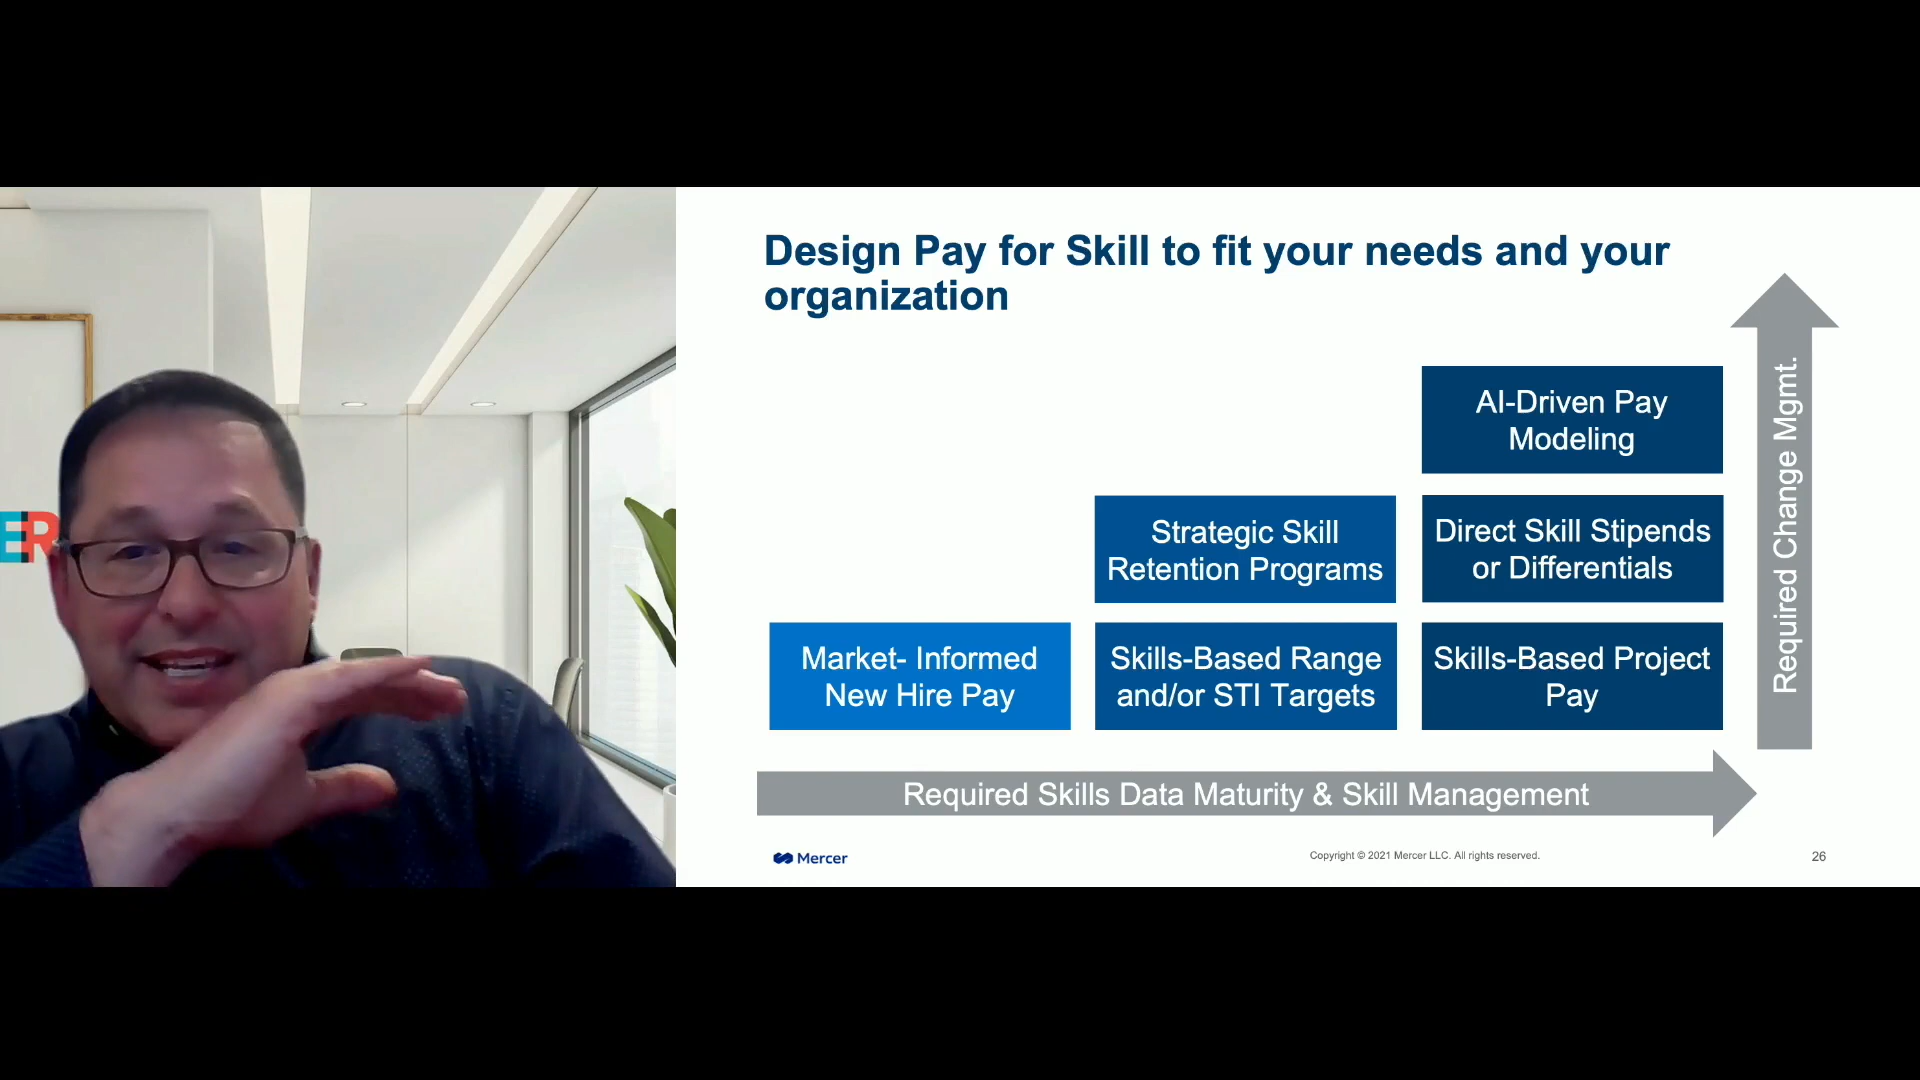 ER
Design Pay for Skill to fit your needs and your
organization
AI-Driven Pay
Modeling
Strategic Skill
Retention Programs
Direct Skill Stipends
or Differentials
Market- Informed
New Hire Pay
Skills-Based Range
and/or STI Targets
Skills-Based Project
Pay
Required Change Mgmt.
Required Skills Data Maturity & Skill Management
Mercer
Copyright © 2021 Mercer LLC. All rights reserved.
26